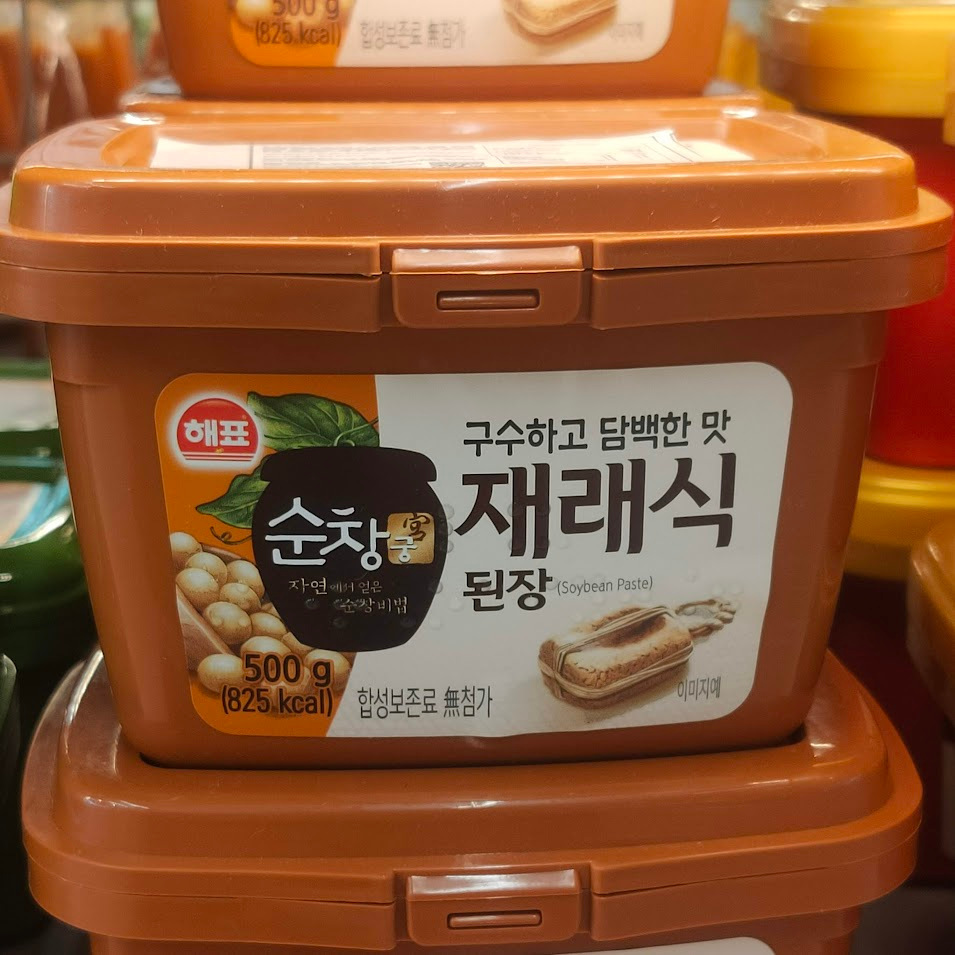 500 g
(825 kcal) 합성보존료 無첨가
해표
순창궁 宮
자연에서 얻은
순창비법
구수하고 담백한 맛
재래식
된장 (Soybean Paste)
500 g
(825 kcal)
합성보존료 無첨가
이미지예